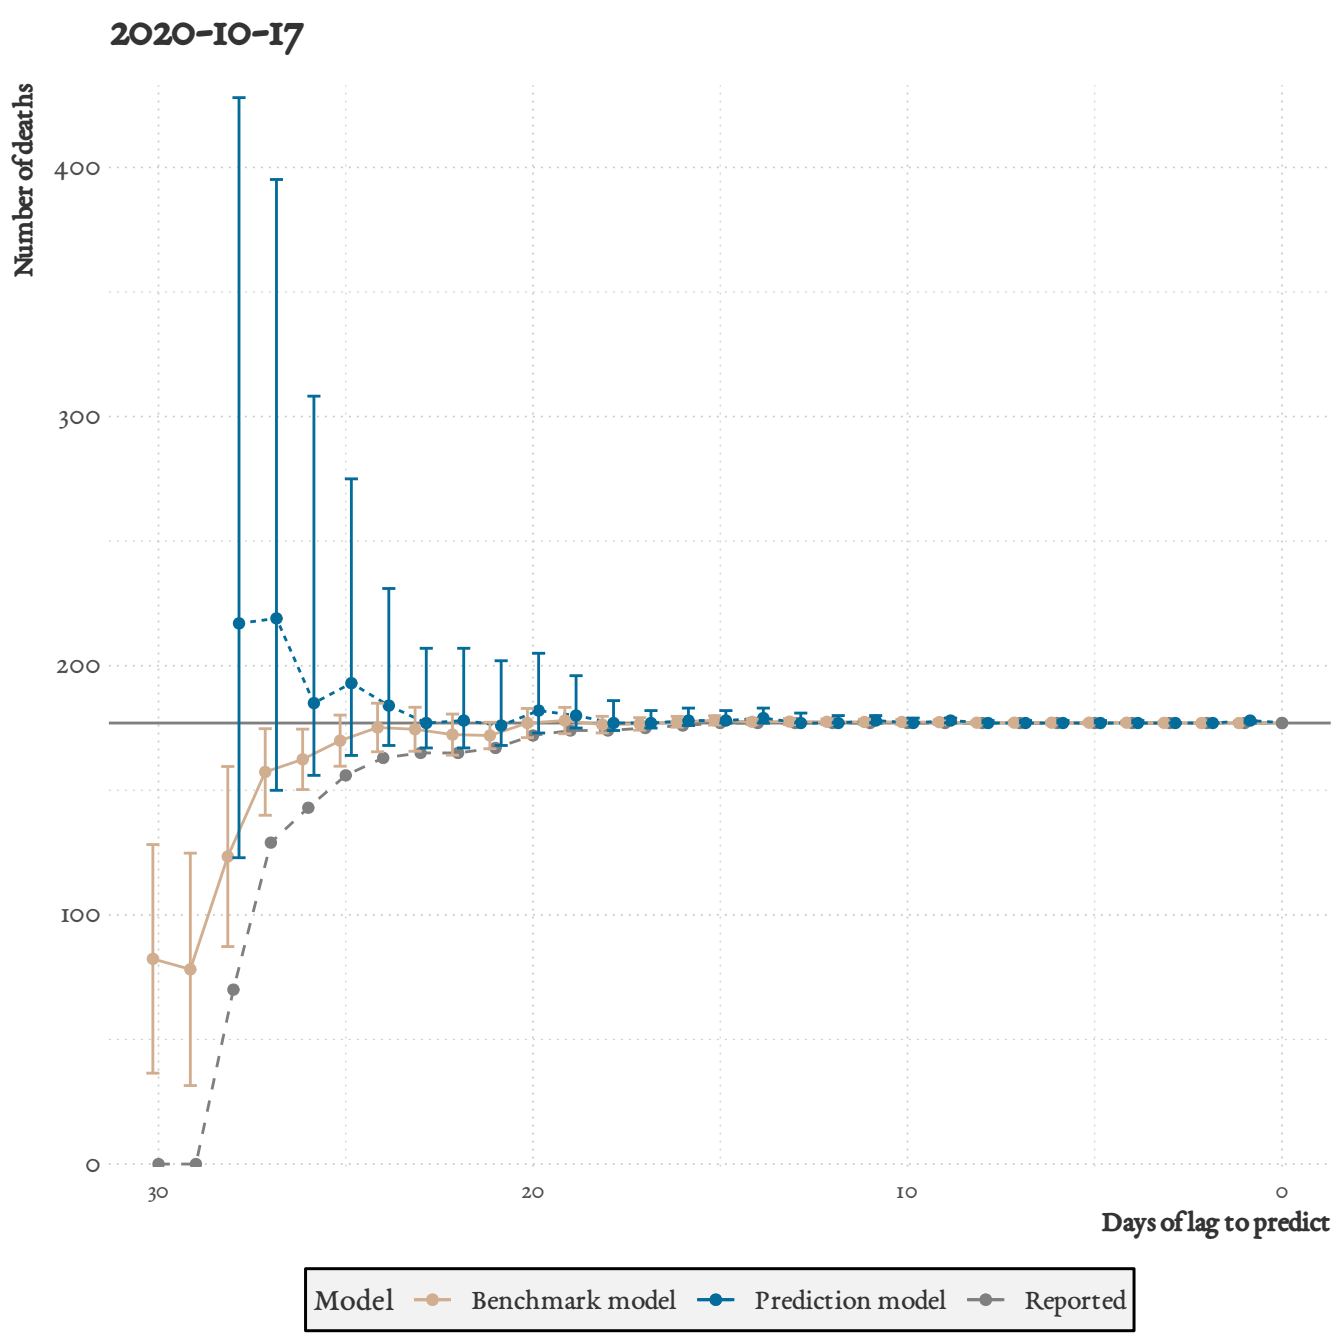 2020-10-17
Number of deaths
400
300
200
100
0
30 20 10 0
Days of lag to predict
Model Benchmark model Prediction model Reported